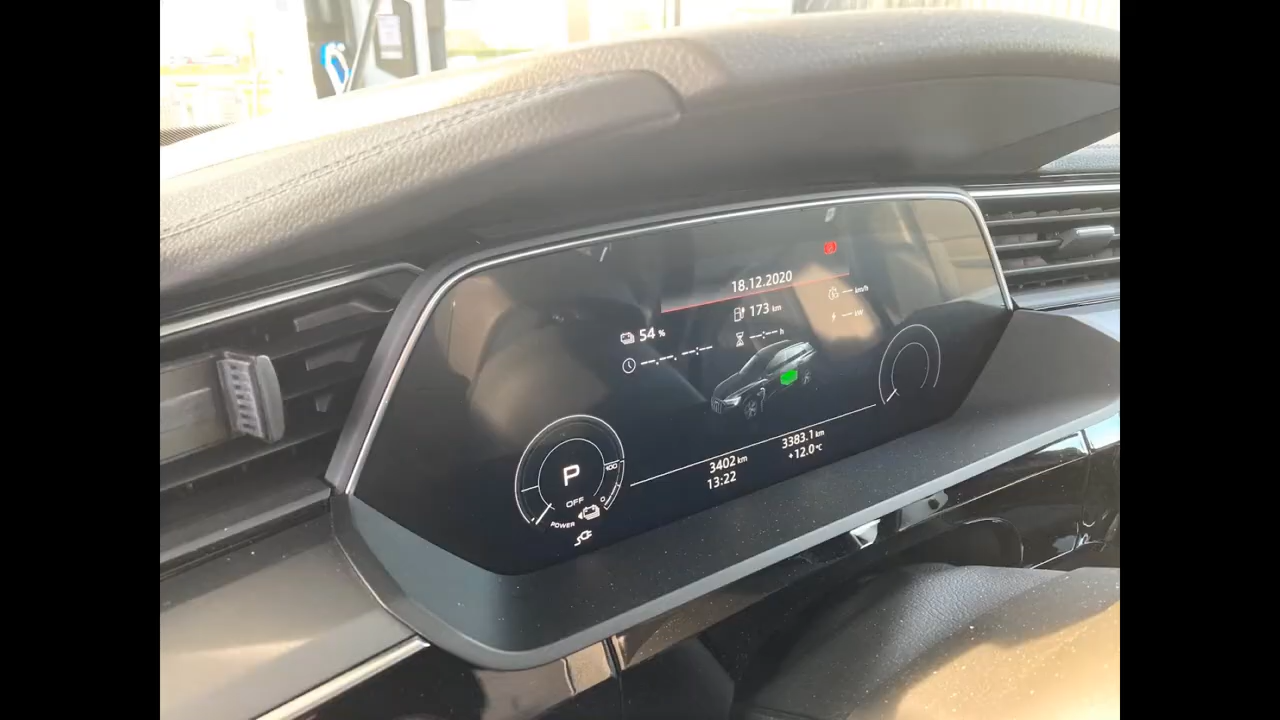 18.12.2020
54 %
173 km
--- km/h
--.--. --:--
--:-- h
--- kW
P
OFF
POWER
100
0
3402 km
3383.1 km
13:22
+12.0 °C